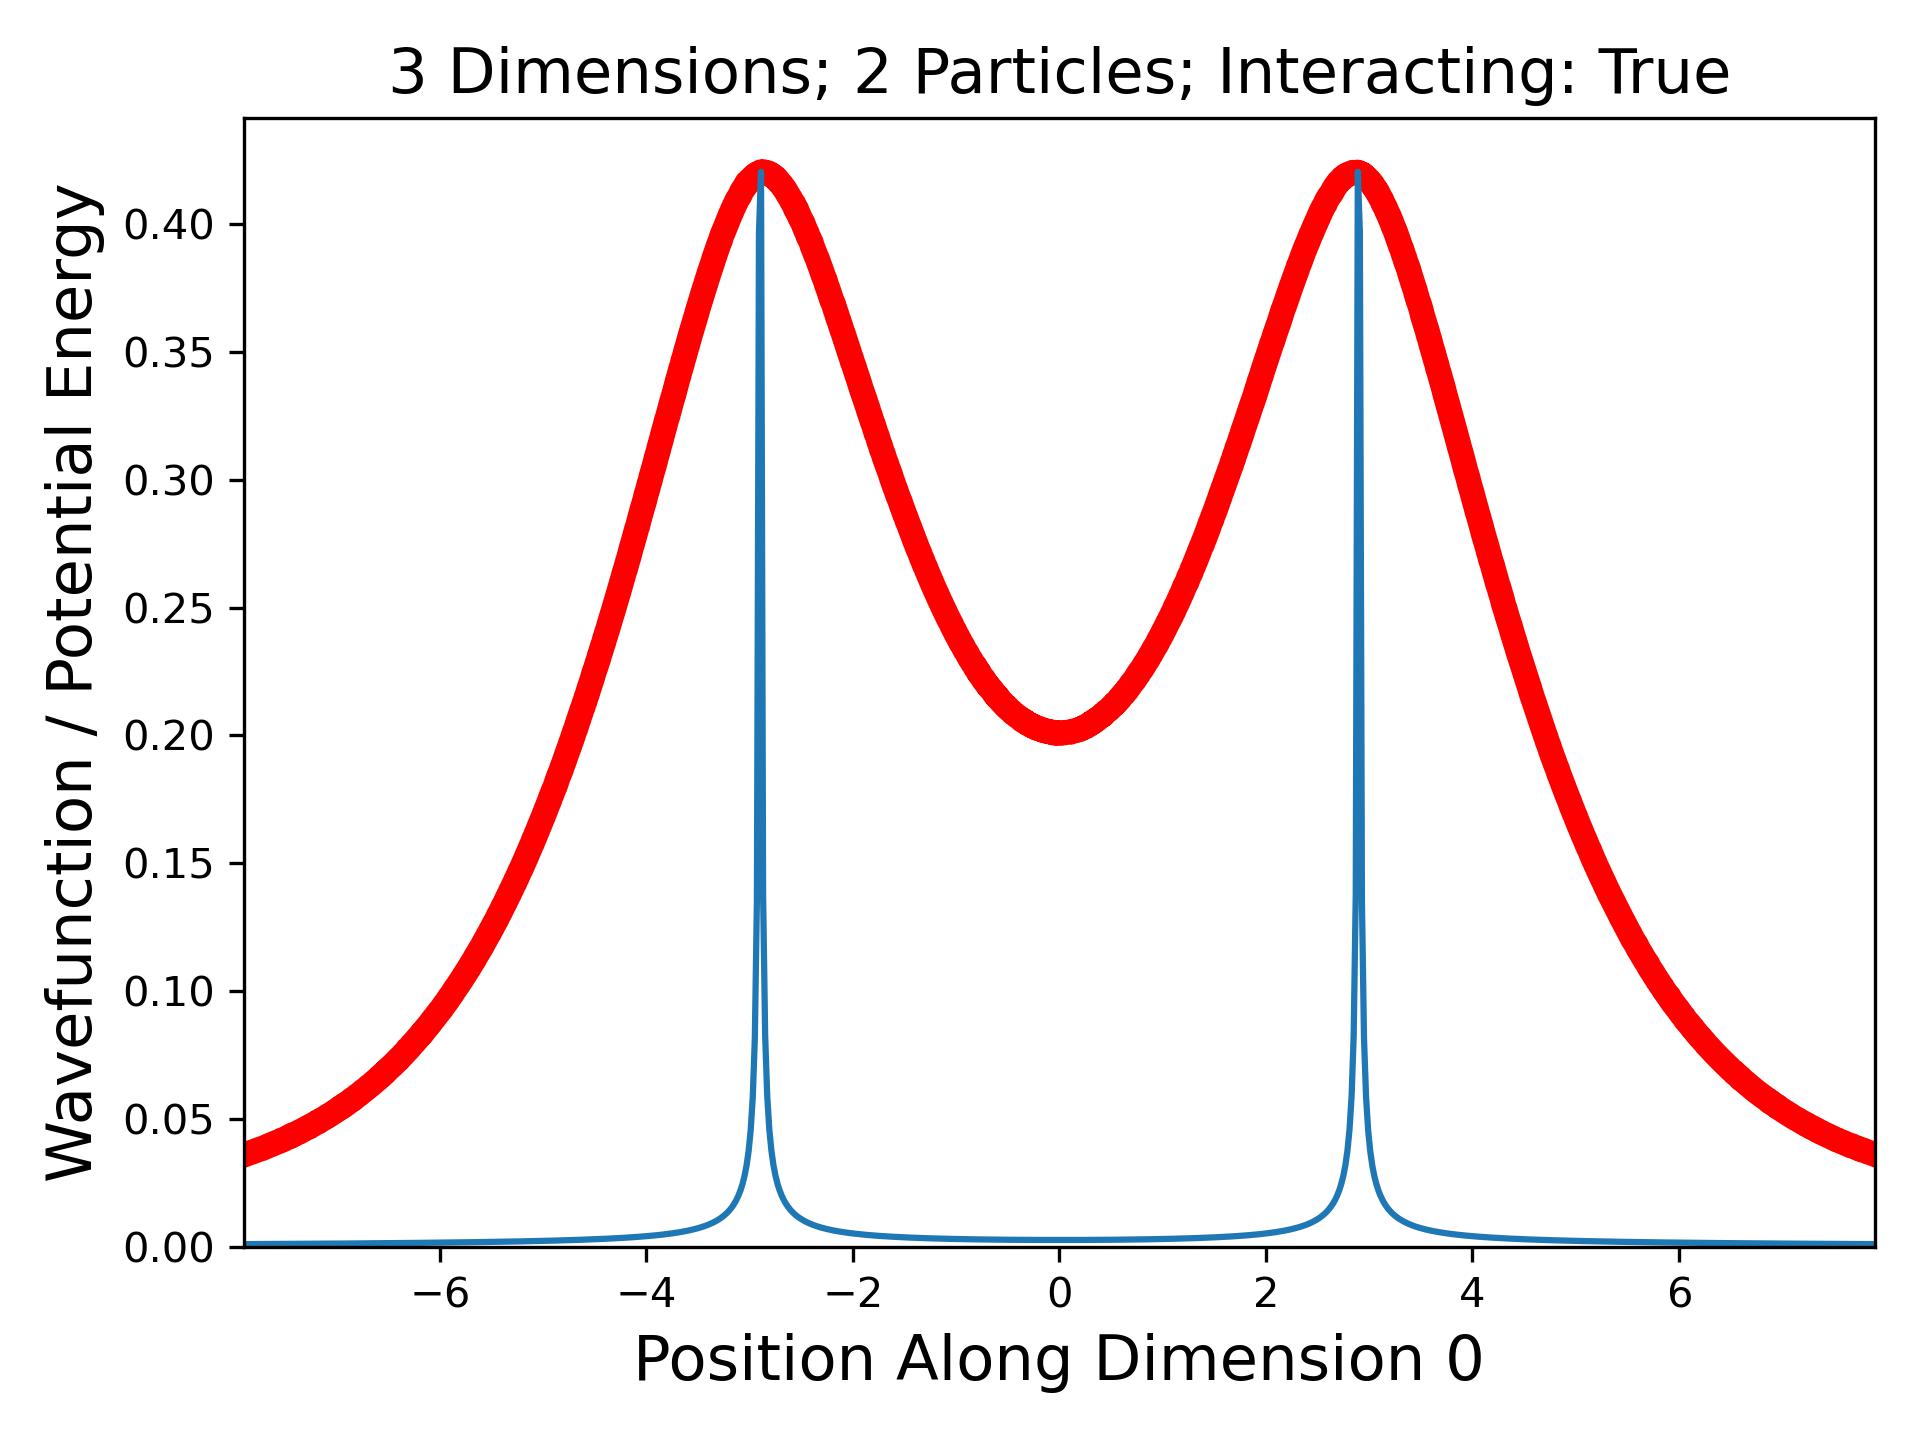 3 Dimensions; 2 Particles; Interacting: True
Wavefunction / Potential Energy
0.40
0.35
0.30
0.25
0.20
0.15
0.10
0.05
0.00
−6 −4 −2 0 2 4 6
Position Along Dimension 0